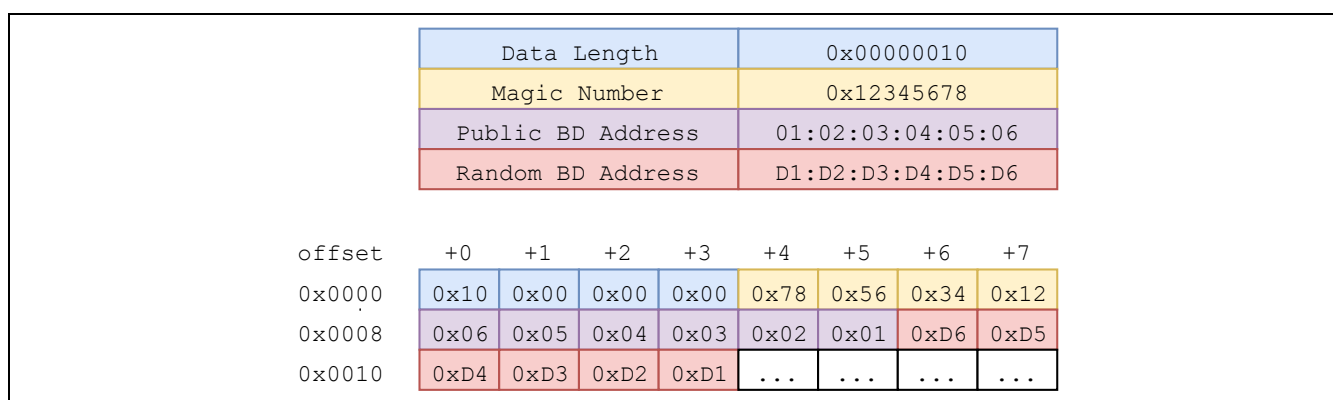 Data Length 0x00000010
Magic Number 0x12345678
Public BD Address 01:02:03:04:05:06
Random BD Address D1:D2:D3:D4:D5:D6
offset +0 +1 +2 +3 +4 +5 +6 +7
0x0000 0x10 0x00 0x00 0x00 0x78 0x56 0x34 0x12
0x0008 0x06 0x05 0x04 0x03 0x02 0x01 0xD6 0xD5
0x0010 0xD4 0xD3 0xD2 0xD1 ... ... ... ...